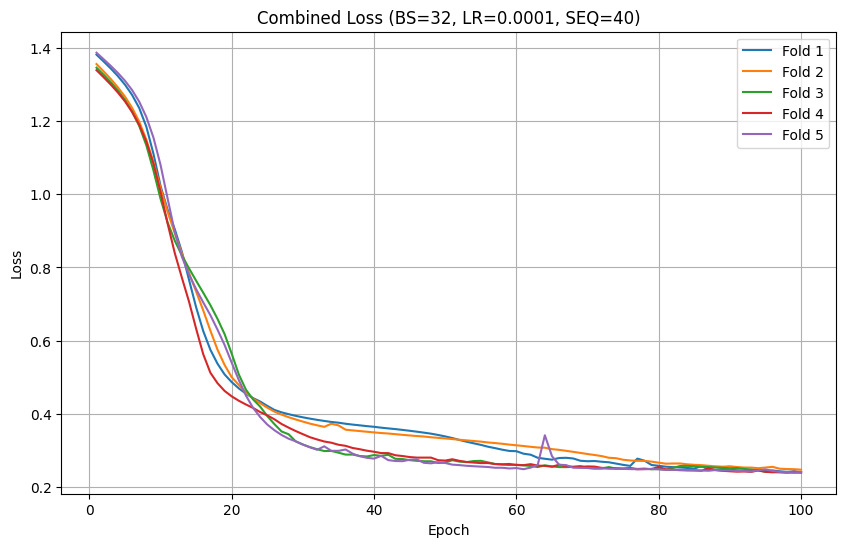 Combined Loss (BS=32, LR=0.0001, SEQ=40)
Fold 1
Fold 2
Fold 3
Fold 4
Fold 5
Loss
1.4
1.2
1.0
0.8
0.6
0.4
0.2
0 20 40 60 80 100
Epoch